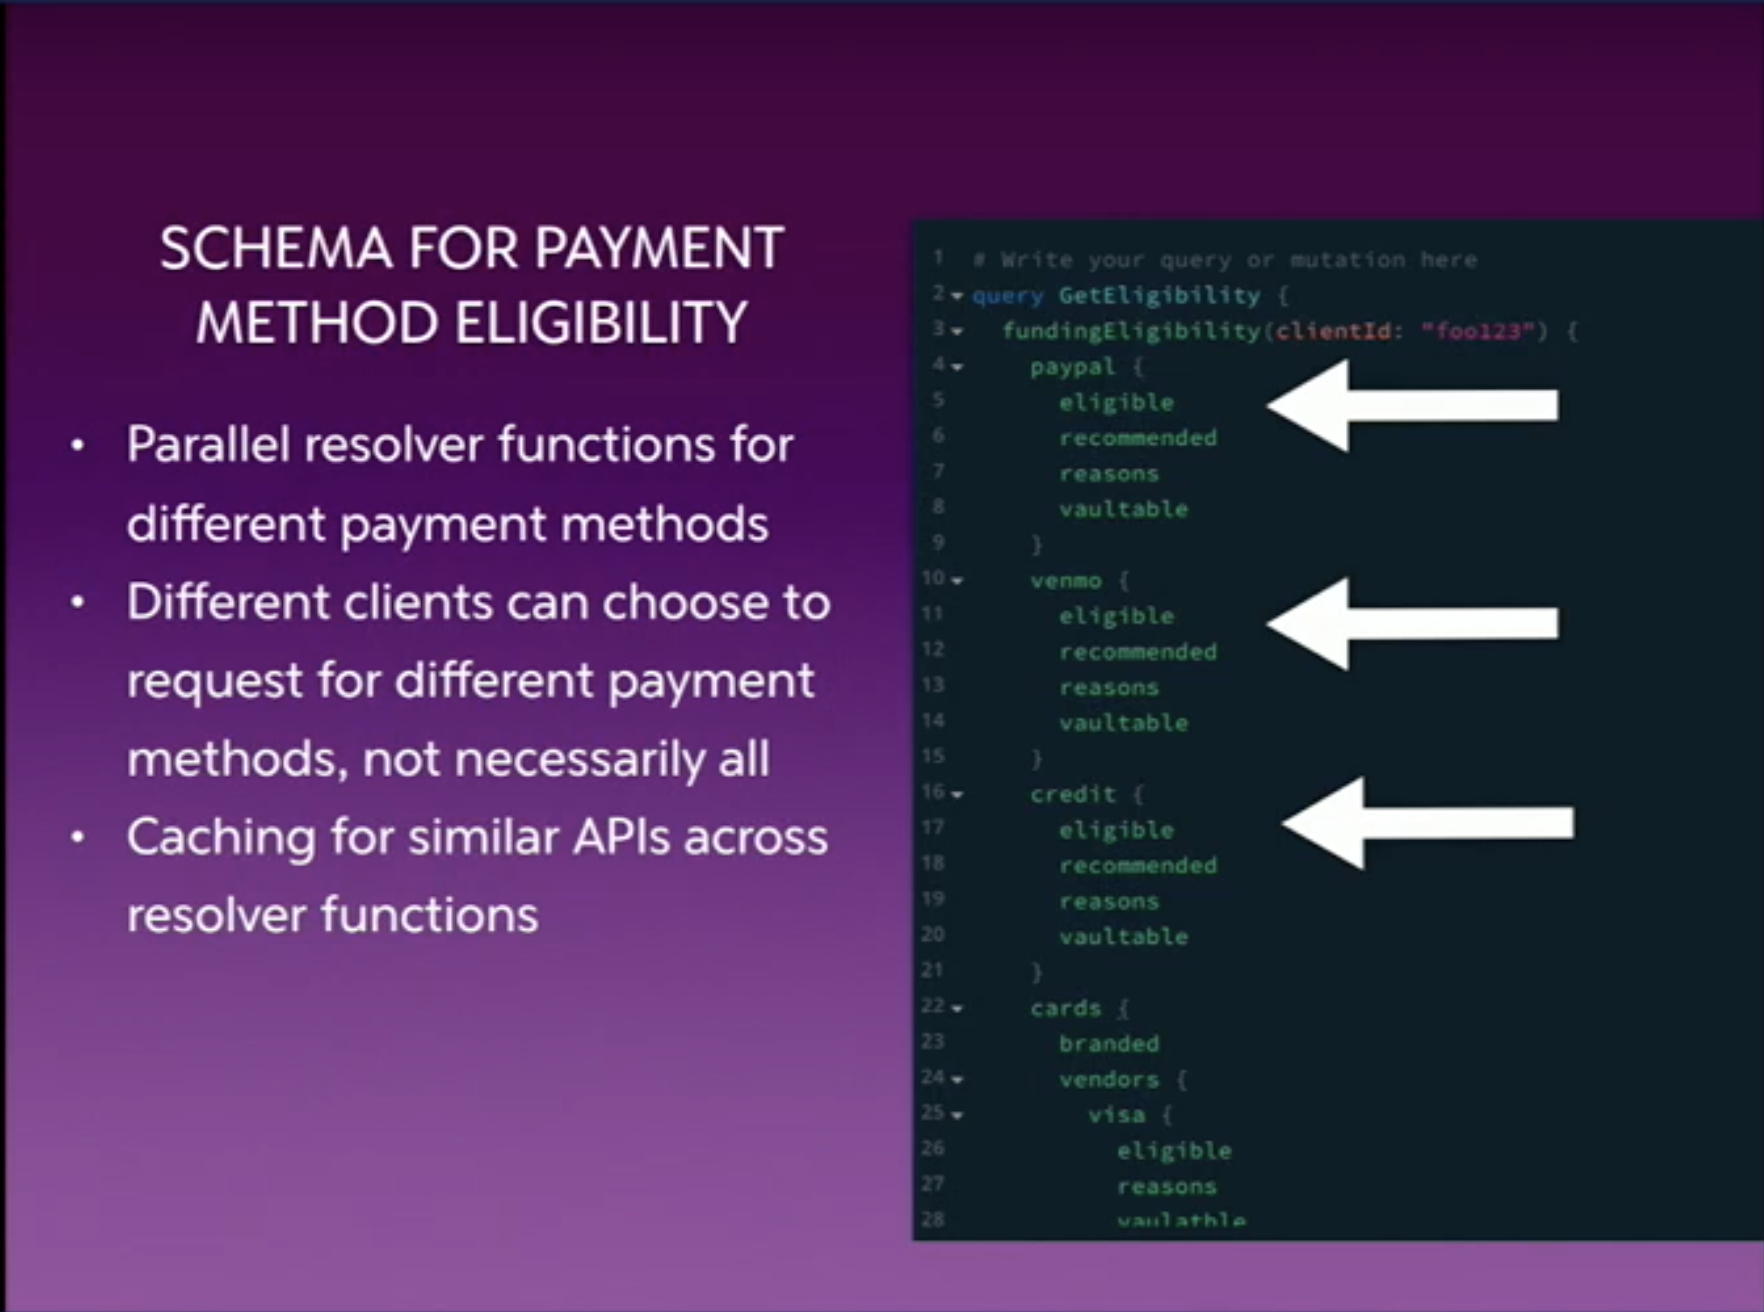 SCHEMA FOR PAYMENT
METHOD ELIGIBILITY
• Parallel resolver functions for
different payment methods
• Different clients can choose to
request for different payment
methods, not necessarily all
• Caching for similar APIs across
resolver functions
1 # Write your query or mutation here
2 query GetEligibility {
3 fundingEligibility(clientId: "foo123") {
4 paypal {
5 eligible
6 recommended
7 reasons
8 vaultable
9 }
10 venmo {
11 eligible
12 recommended
13 reasons
14 vaultable
15 }
16 credit {
17 eligible
18 recommended
19 reasons
20 vaultable
21 }
22 cards {
23 branded
24 vendors {
25 visa {
26 eligible
27 reasons
28